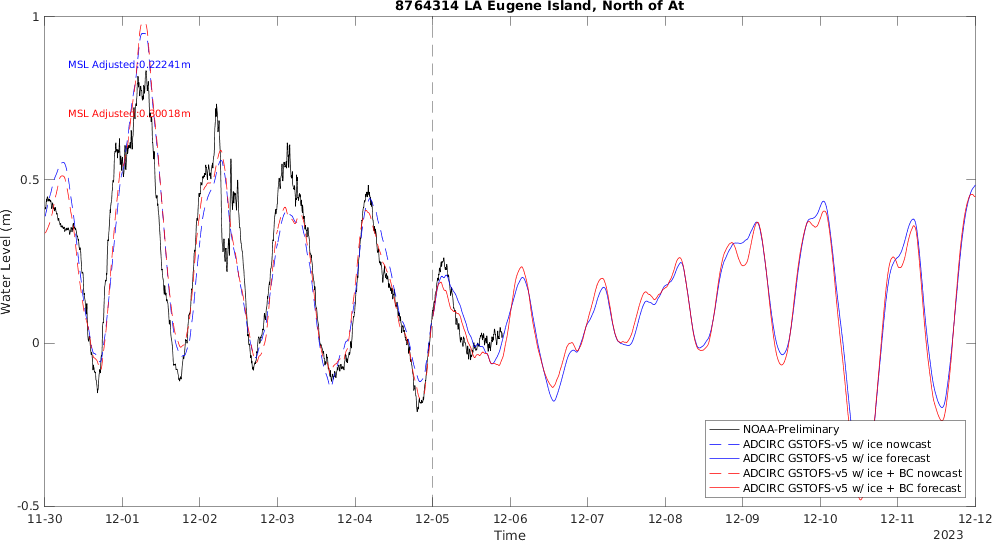 8764314 LA Eugene Island, North of At
1
MSL Adjusted:0.22241m
MSL Adjusted:0.30018m
0.5
Water Level (m)
0
-0.5
NOAA-Preliminary
ADCIRC GSTOFS-v5 w/ ice nowcast
ADCIRC GSTOFS-v5 w/ ice forecast
ADCIRC GSTOFS-v5 w/ ice + BC nowcast
ADCIRC GSTOFS-v5 w/ ice + BC forecast
11-30 12-01 12-02 12-03 12-04 12-05 12-06 12-07 12-08 12-09 12-10 12-11 12-12
Time
2023